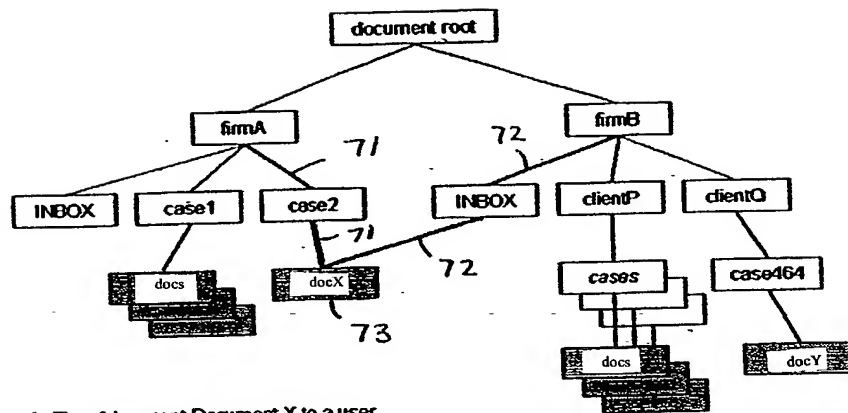 document root
firmA
firmB
71
72
INBOX
case1
case2
INBOX
clientP
clientQ
71
72
docs
docX
cases
case464
73
docs
docY
Document X to a user